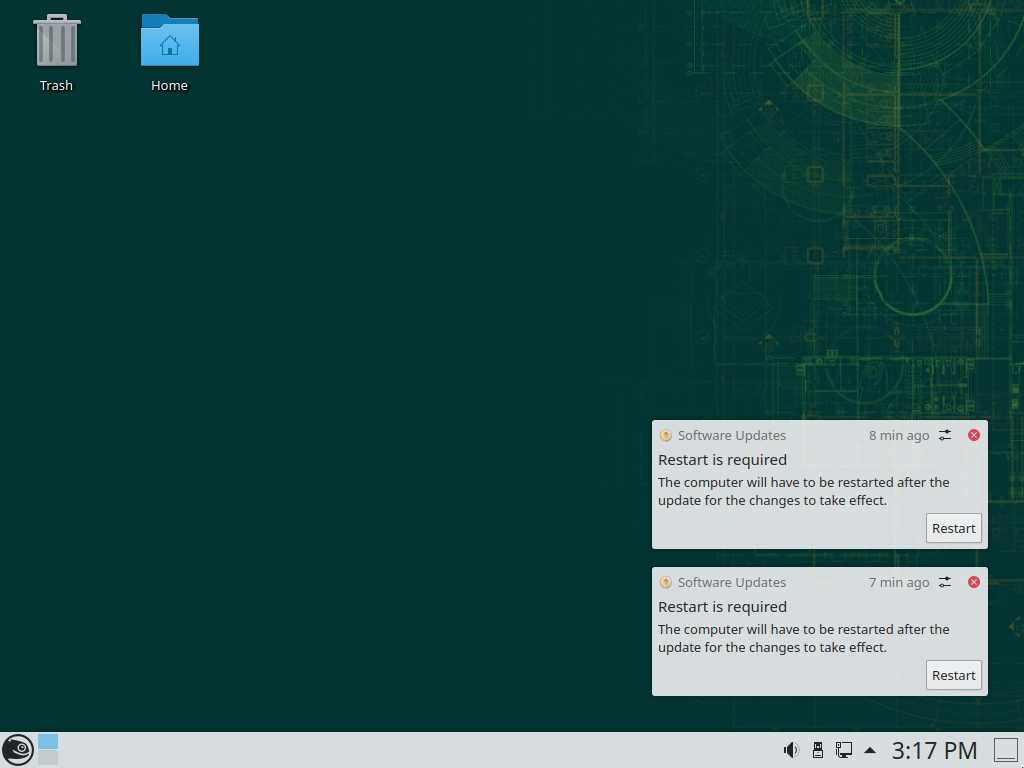 Trash
Home
Software Updates 8 min ago
Restart is required
The computer will have to be restarted after the
update for the changes to take effect.
Restart
Software Updates 7 min ago
Restart is required
The computer will have to be restarted after the
update for the changes to take effect.
Restart
3:17 PM